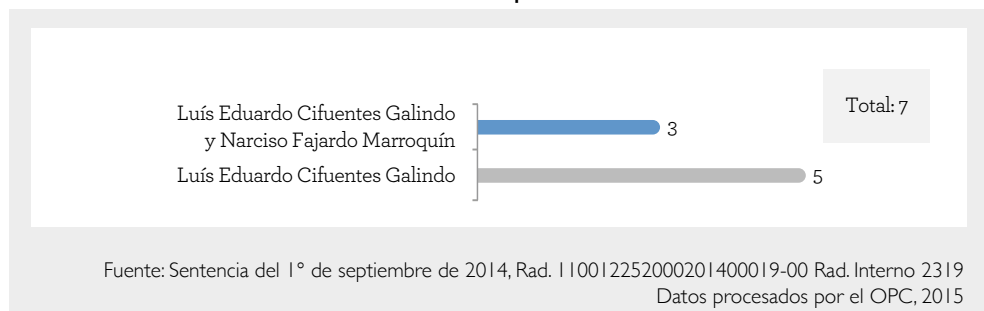 Luís Eduardo Cifuentes Galindo
y Narciso Fajardo Marroquín
3
Total: 7
Luís Eduardo Cifuentes Galindo
5
Fuente: Sentencia del 1° de septiembre de 2014, Rad. 110012252000201400019-00 Rad. Interno 2319
Datos procesados por el OPC, 2015